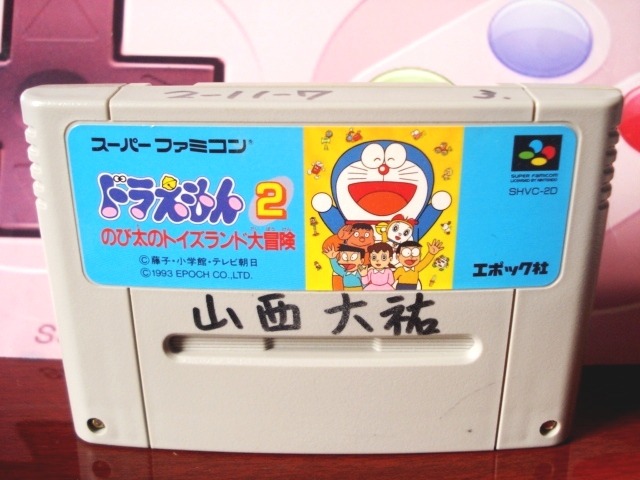 2-11-7
スーパーファミコン
ドラえもん2
のび太のトイズランド大冒険
©藤子・小学館・テレビ朝日
©1993 EPOCH CO., LTD.
SUPER FAMICOM
LICENSED BY NINTENDO
SHVC-2D
エポック社
山西大祐